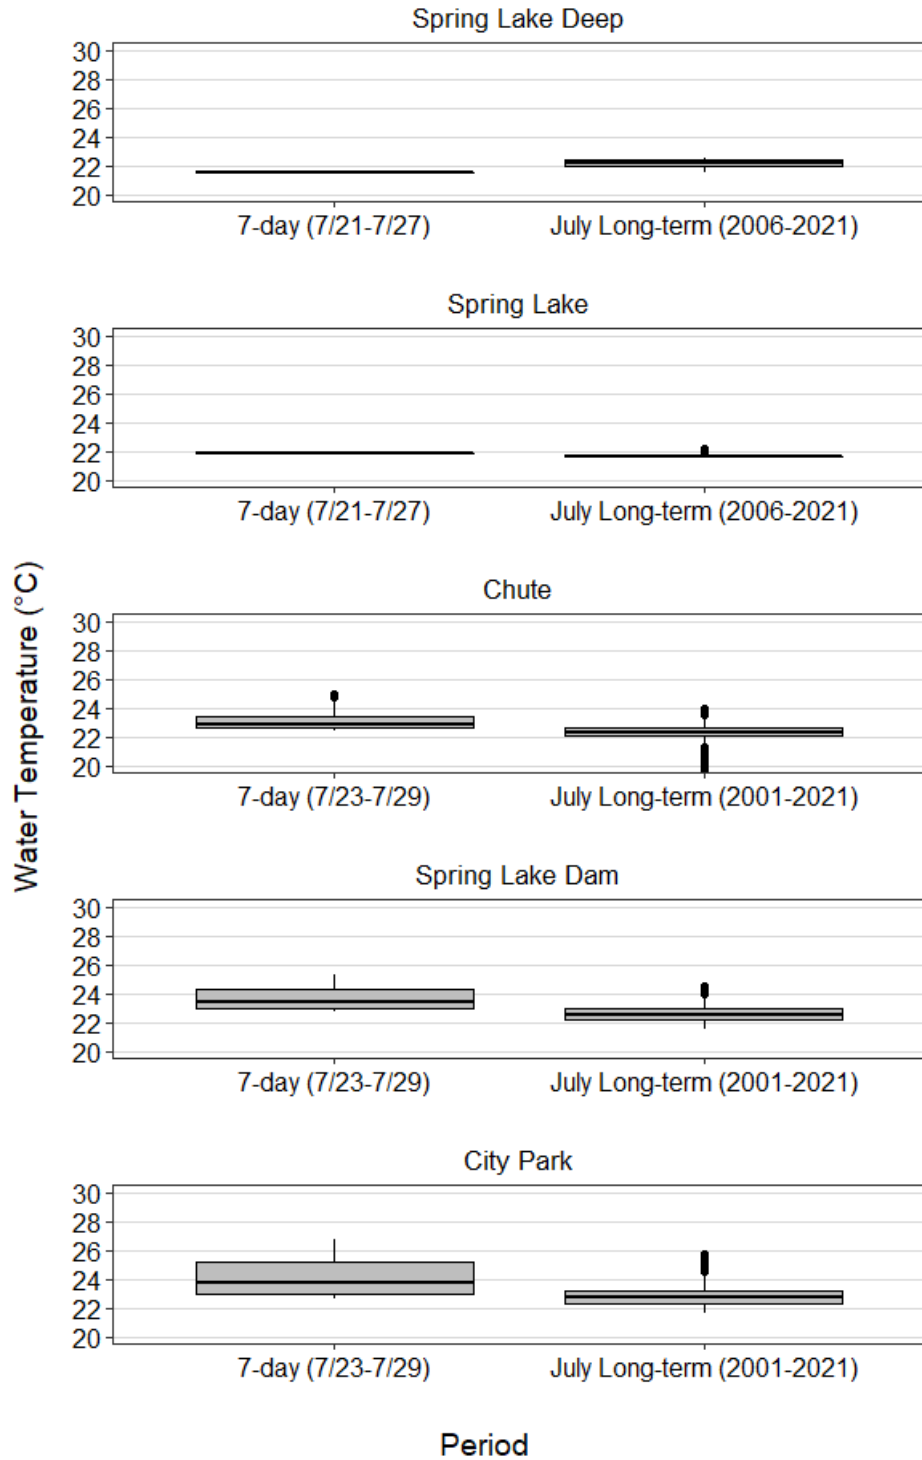 Spring Lake Deep
30
28
26
24
22
20
7-day (7/21-7/27) July Long-term (2006-2021)
Spring Lake
30
28
26
24
22
20
7-day (7/21-7/27) July Long-term (2006-2021)
Water Temperature (°C)
Chute
30
28
26
24
22
20
7-day (7/23-7/29) July Long-term (2001-2021)
Spring Lake Dam
30
28
26
24
22
20
7-day (7/23-7/29) July Long-term (2001-2021)
City Park
30
28
26
24
22
20
7-day (7/23-7/29) July Long-term (2001-2021)
Period